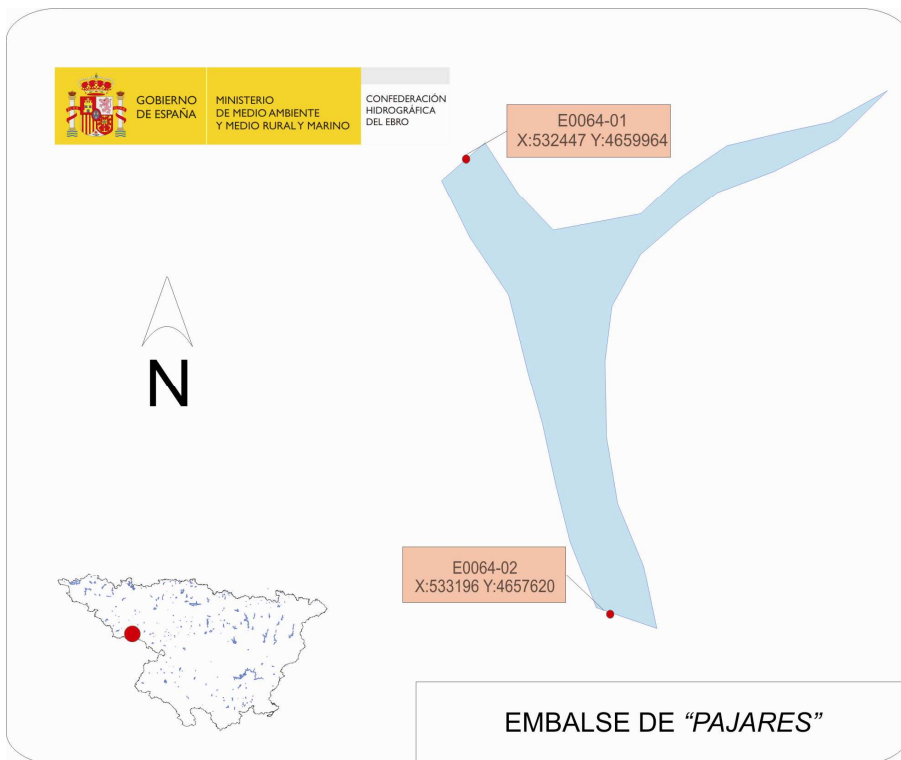 GOBIERNO
DE ESPAÑA
MINISTERIO
DE MEDIO AMBIENTE
Y MEDIO RURAL Y MARINO
CONFEDERACIÓN
HIDROGRÁFICA
DEL EBRO
E0064-01
X:532447 Y:4659964
N
E0064-02
X:533196 Y:4657620
EMBALSE DE “PAJARES”